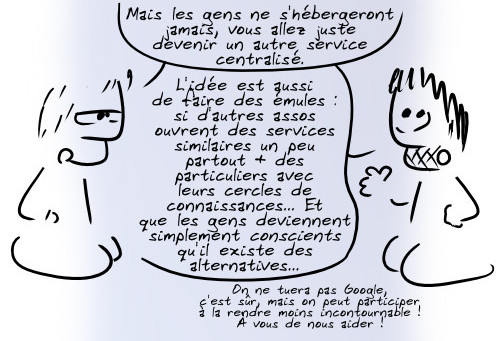 Mais les gens ne s'hébergeront
jamais, vous allez juste
devenir un autre service
centralisé.
L'idée est aussi
de faire des émules :
si d'autres assos
ouvrent des services
similaires un peu
partout + des
particuliers avec
leurs cercles de
connaissances... Et
que les gens deviennent
simplement conscients
qu'il existe des
alternatives...
On ne tuera pas Google,
c'est sûr, mais on peut participer
à la rendre moins incontournable !
A vous de nous aider !